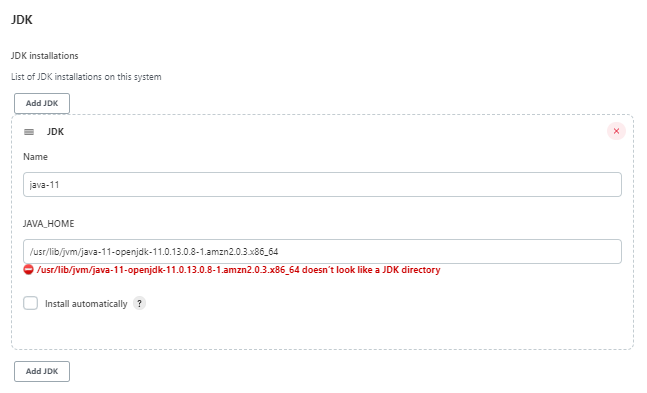 JDK
JDK installations
List of JDK installations on this system
Add JDK
JDK
Name
java-11
JAVA_HOME
/usr/lib/jvm/java-11-openjdk-11.0.13.0.8-1.amzn2.0.3.x86_64
/usr/lib/jvm/java-11-openjdk-11.0.13.0.8-1.amzn2.0.3.x86_64 doesn't look like a JDK directory
Install automatically ?
Add JDK